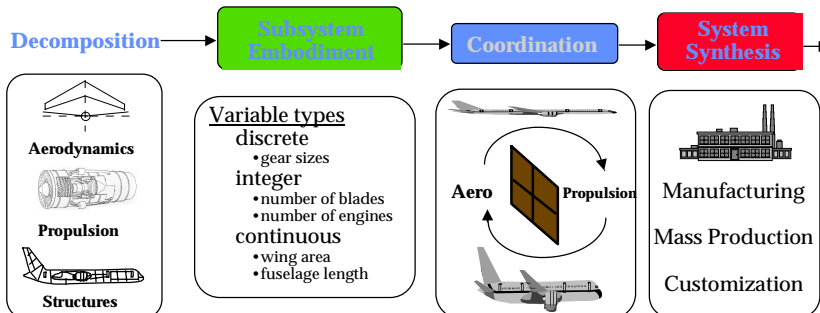 Decomposition
Subsystem
Embodiment
Coordination
System
Synthesis
Aerodynamics
Propulsion
Structures
Variable types
discrete
•gear sizes
integer
•number of blades
•number of engines
continuous
•wing area
•fuselage length
Aero
Propulsion
Manufacturing
Mass Production
Customization